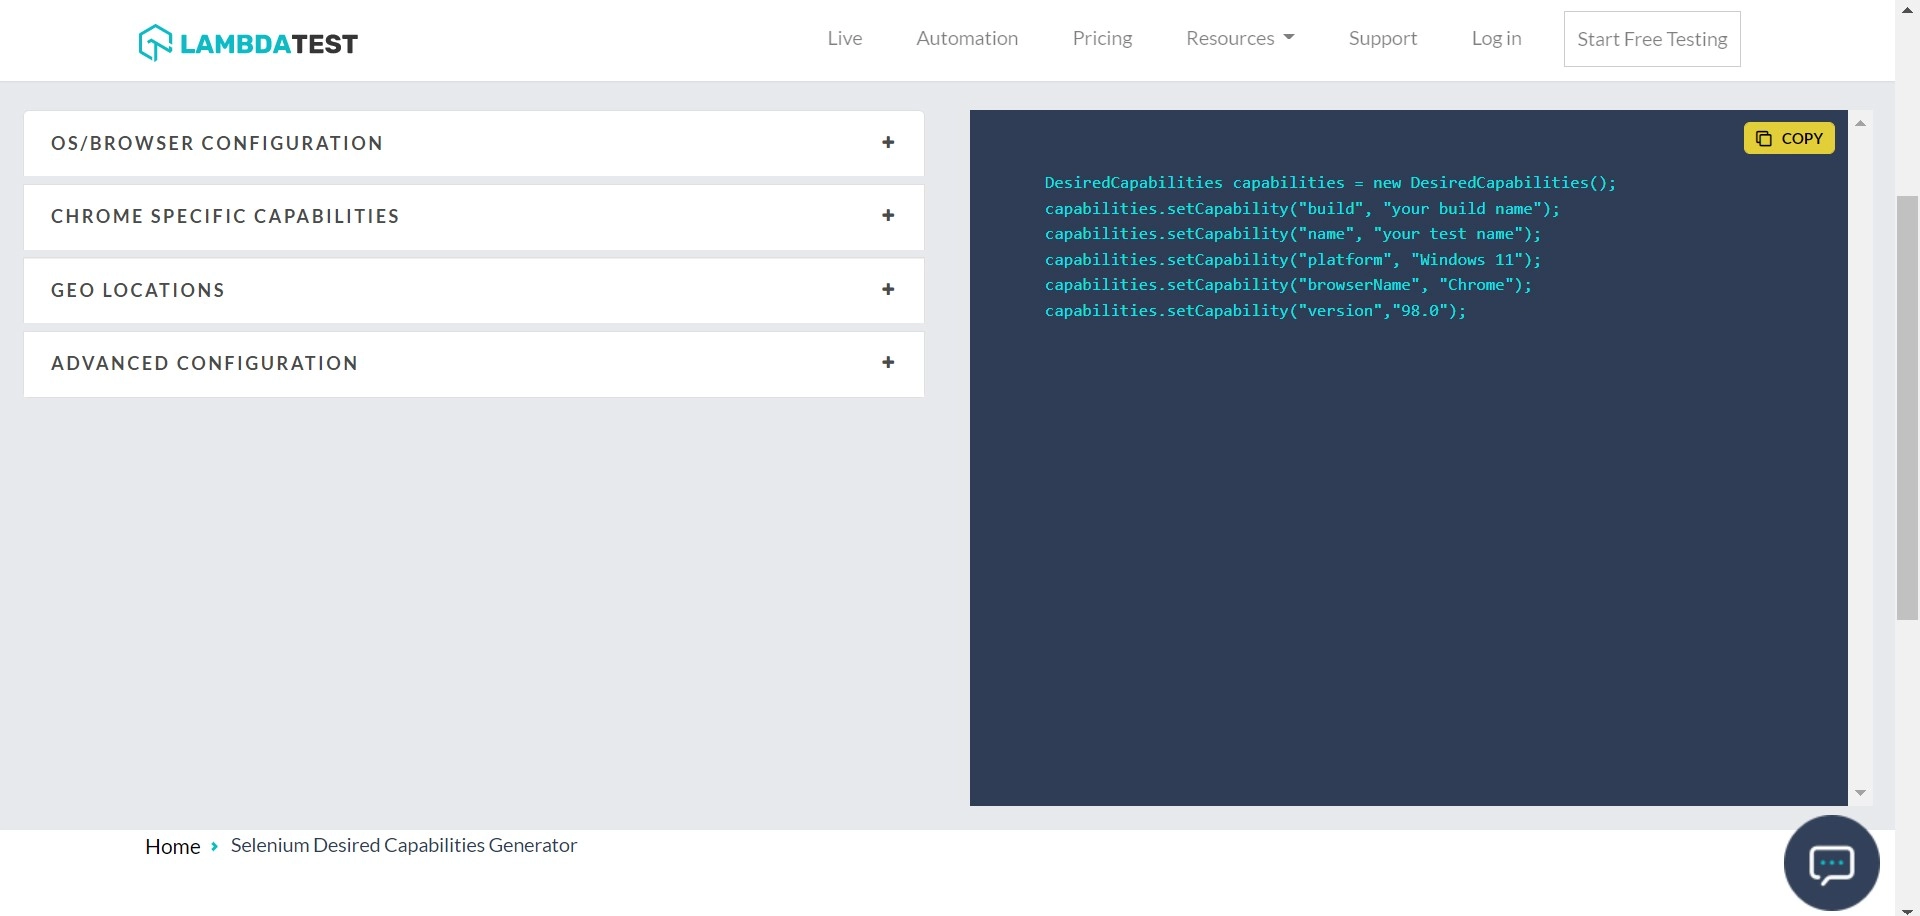 LAMBDATEST
Live Automation Pricing Resources Support Log in Start Free Testing
OS/BROWSER CONFIGURATION +
CHROME SPECIFIC CAPABILITIES +
GEO LOCATIONS +
ADVANCED CONFIGURATION +
COPY
DesiredCapabilities capabilities = new DesiredCapabilities();
capabilities.setCapability("build", "your build name");
capabilities.setCapability("name", "your test name");
capabilities.setCapability("platform", "Windows 11");
capabilities.setCapability("browserName", "Chrome");
capabilities.setCapability("version","98.0");
Home › Selenium Desired Capabilities Generator